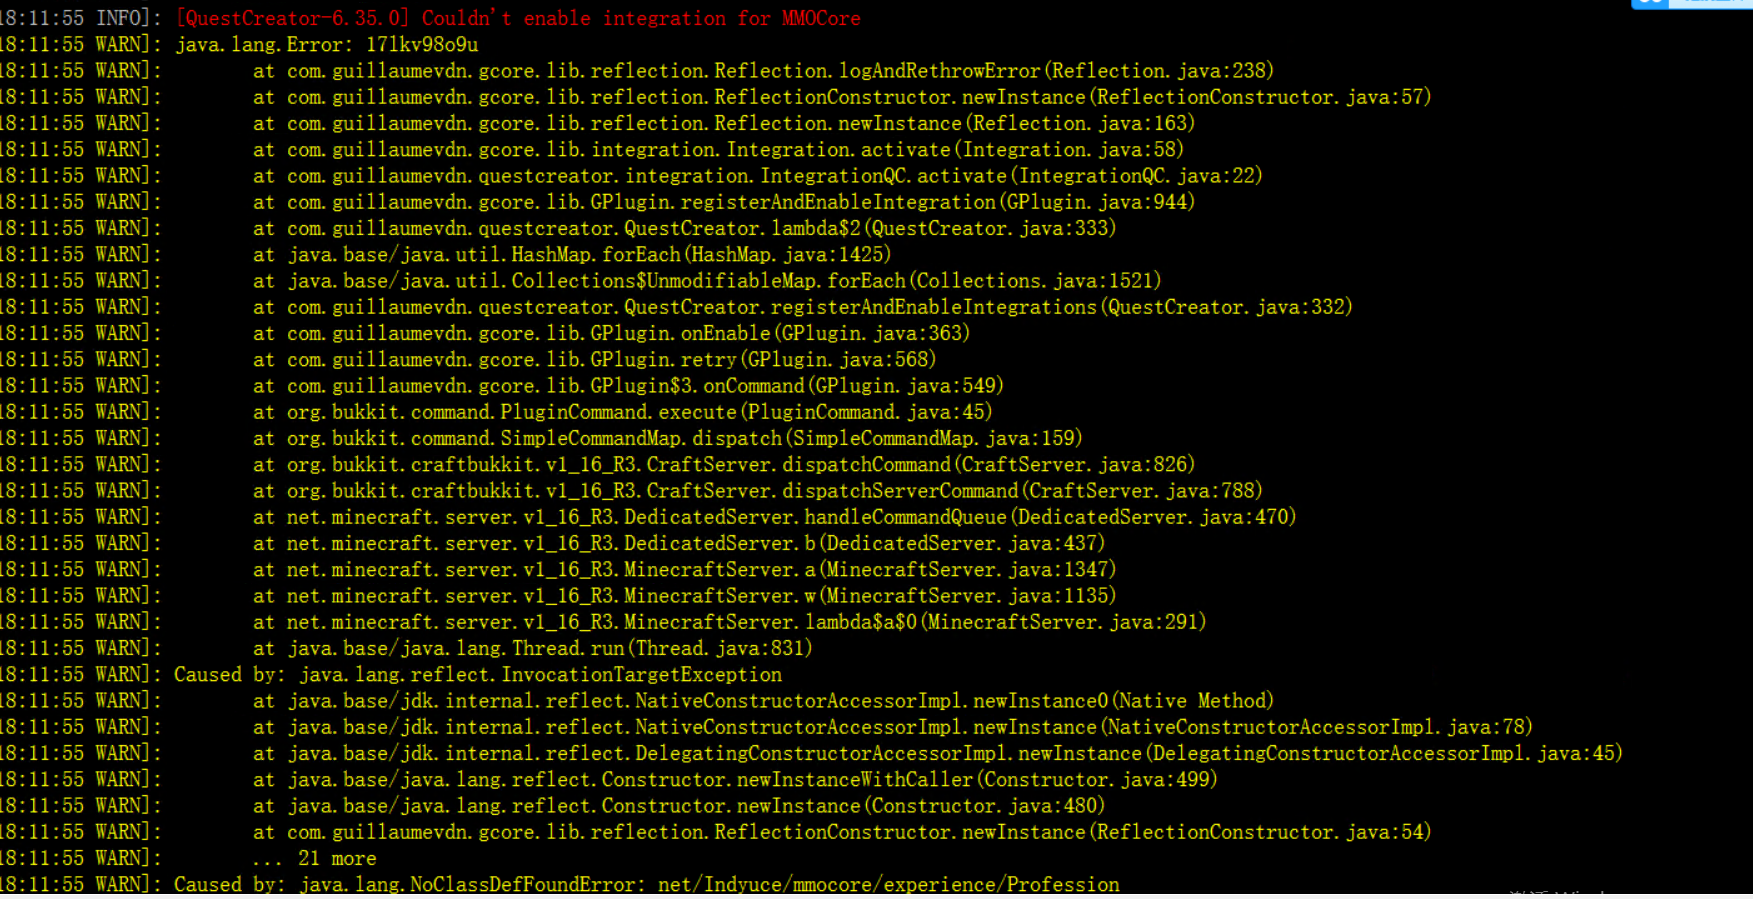 18:11:55 INFO]: [QuestCreator-6.35.0] Couldn't enable integration for MMOCore
18:11:55 WARN]: java.lang.Error: 17lkv98o9u
18:11:55 WARN]: at com.guillaumevdn.gcore.lib.reflection.Reflection.logAndRethrowError(Reflection.java:238)
18:11:55 WARN]: at com.guillaumevdn.gcore.lib.reflection.ReflectionConstructor.newInstance(ReflectionConstructor.java:57)
18:11:55 WARN]: at com.guillaumevdn.gcore.lib.reflection.Reflection.newInstance(Reflection.java:163)
18:11:55 WARN]: at com.guillaumevdn.gcore.lib.integration.Integration.activate(Integration.java:58)
18:11:55 WARN]: at com.guillaumevdn.questcreator.integration.IntegrationQC.activate(IntegrationQC.java:22)
18:11:55 WARN]: at com.guillaumevdn.gcore.lib.GPlugin.registerAndEnableIntegration(GPlugin.java:944)
18:11:55 WARN]: at com.guillaumevdn.questcreator.QuestCreator.lambda$2(QuestCreator.java:333)
18:11:55 WARN]: at java.base/java.util.HashMap.forEach(HashMap.java:1425)
18:11:55 WARN]: at java.base/java.util.Collections$UnmodifiableMap.forEach(Collections.java:1521)
18:11:55 WARN]: at com.guillaumevdn.questcreator.QuestCreator.registerAndEnableIntegrations(QuestCreator.java:332)
18:11:55 WARN]: at com.guillaumevdn.gcore.lib.GPlugin.onEnable(GPlugin.java:363)
18:11:55 WARN]: at com.guillaumevdn.gcore.lib.GPlugin.retry(GPlugin.java:568)
18:11:55 WARN]: at com.guillaumevdn.gcore.lib.GPlugin$3.onCommand(GPlugin.java:549)
18:11:55 WARN]: at org.bukkit.command.PluginCommand.execute(PluginCommand.java:45)
18:11:55 WARN]: at org.bukkit.command.SimpleCommandMap.dispatch(SimpleCommandMap.java:159)
18:11:55 WARN]: at org.bukkit.craftbukkit.v1_16_R3.CraftServer.dispatchCommand(CraftServer.java:826)
18:11:55 WARN]: at org.bukkit.craftbukkit.v1_16_R3.CraftServer.dispatchServerCommand(CraftServer.java:788)
18:11:55 WARN]: at net.minecraft.server.v1_16_R3.DedicatedServer.handleCommandQueue(DedicatedServer.java:470)
18:11:55 WARN]: at net.minecraft.server.v1_16_R3.DedicatedServer.b(DedicatedServer.java:437)
18:11:55 WARN]: at net.minecraft.server.v1_16_R3.MinecraftServer.a(MinecraftServer.java:1347)
18:11:55 WARN]: at net.minecraft.server.v1_16_R3.MinecraftServer.w(MinecraftServer.java:1135)
18:11:55 WARN]: at net.minecraft.server.v1_16_R3.MinecraftServer.lambda$a$0(MinecraftServer.java:291)
18:11:55 WARN]: at java.base/java.lang.Thread.run(Thread.java:831)
18:11:55 WARN]: Caused by: java.lang.reflect.InvocationTargetException
18:11:55 WARN]: at java.base/jdk.internal.reflect.NativeConstructorAccessorImpl.newInstance0(Native Method)
18:11:55 WARN]: at java.base/jdk.internal.reflect.NativeConstructorAccessorImpl.newInstance(NativeConstructorAccessorImpl.java:78)
18:11:55 WARN]: at java.base/jdk.internal.reflect.DelegatingConstructorAccessorImpl.newInstance(DelegatingConstructorAccessorImpl.java:45)
18:11:55 WARN]: at java.base/java.lang.reflect.Constructor.newInstanceWithCaller(Constructor.java:499)
18:11:55 WARN]: at java.base/java.lang.reflect.Constructor.newInstance(Constructor.java:480)
18:11:55 WARN]: at com.guillaumevdn.gcore.lib.reflection.ReflectionConstructor.newInstance(ReflectionConstructor.java:54)
18:11:55 WARN]: ... 21 more
18:11:55 WARN]: Caused by: java.lang.NoClassDefFoundError: net/Indyuce/mmocore/experience/Profession